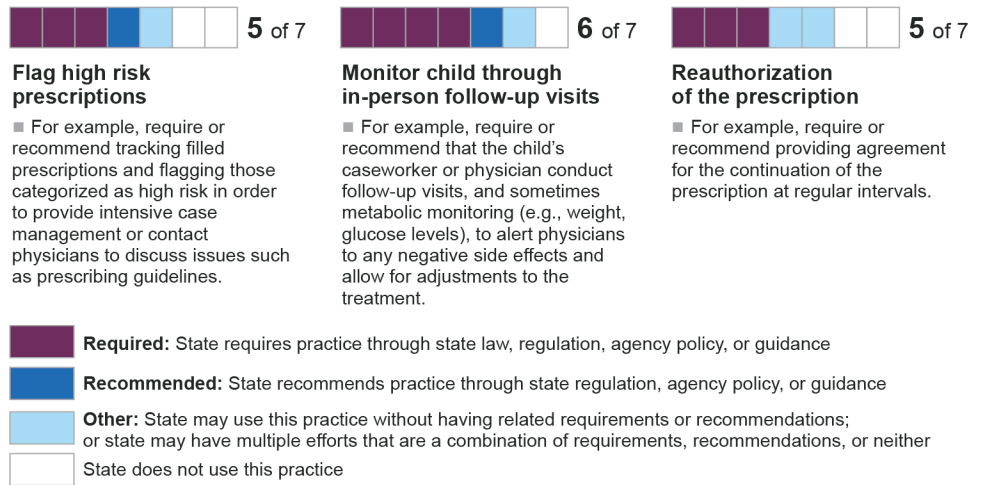 5 of 7
Flag high risk
prescriptions
■ For example, require or
recommend tracking filled
prescriptions and flagging those
categorized as high risk in order
to provide intensive case
management or contact
physicians to discuss issues such
as prescribing guidelines.
6 of 7
Monitor child through
in-person follow-up visits
■ For example, require or
recommend that the child's
caseworker or physician conduct
follow-up visits, and sometimes
metabolic monitoring (e.g., weight,
glucose levels), to alert physicians
to any negative side effects and
allow for adjustments to the
treatment.
5 of 7
Reauthorization
of the prescription
■ For example, require or
recommend providing agreement
for the continuation of the
prescription at regular intervals.
Required: State requires practice through state law, regulation, agency policy, or guidance
Recommended: State recommends practice through state regulation, agency policy, or guidance
Other: State may use this practice without having related requirements or recommendations;
or state may have multiple efforts that are a combination of requirements, recommendations, or neither
State does not use this practice